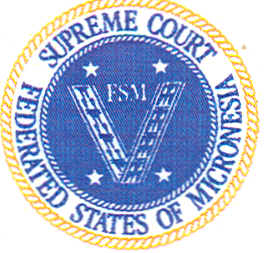 SUPREME COURT
FEDERATED STATES OF MICRONESIA
FSM